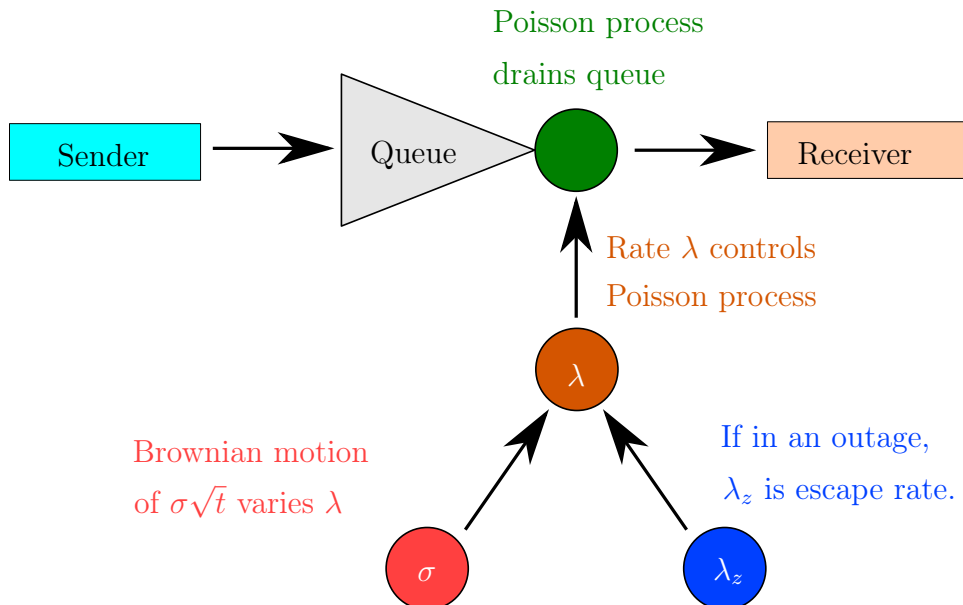 Poisson process
drains queue
Sender
Queue
Receiver
Rate λ controls
Poisson process
λ
Brownian motion
of σ√t varies λ
If in an outage,
λ_z is escape rate.
σ
λ_z